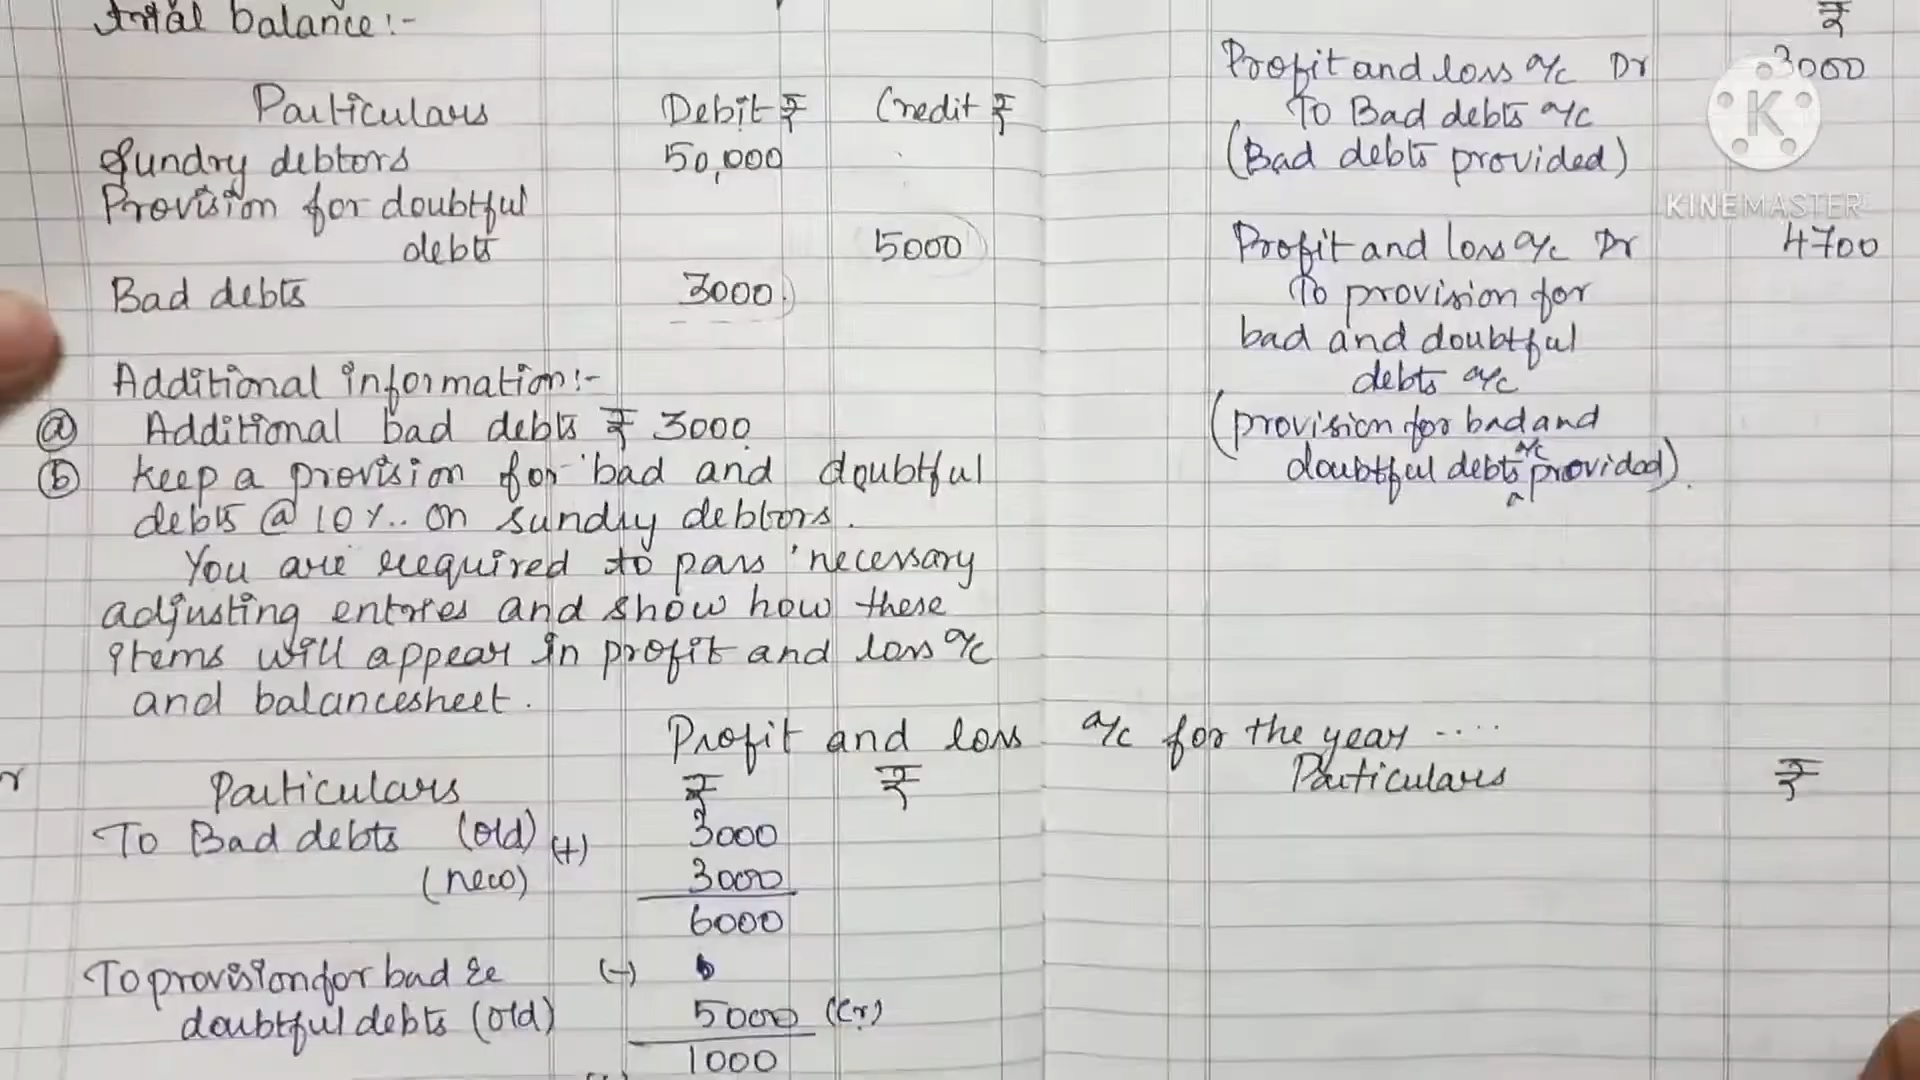 Trial balance:-
Particulars Debit ₹ Credit ₹
Sundry debtors 50,000
Provision for doubtful
debts 5000
Bad debts 3000
Additional information:-
(a) Additional bad debts ₹ 3000
(b) Keep a provision for bad and doubtful
debts @ 10%. on sundry debtors.
You are required to pass necessary
adjusting entries and show how these
items will appear in profit and loss a/c
and balancesheet.
₹
Profit and loss a/c Dr 3000
To Bad debts a/c
(Bad debts provided)
K
KINEMASTER
Profit and loss a/c Dr 4700
To provision for
bad and doubtful
debts a/c
(provision for bad and
doubtful debts a/c provided).
Profit and loss a/c for the year ....
r Particulars ₹ ₹ Particulars ₹
To Bad debts (old) (+) 3000
(new) 3000
6000
To provision for bad &
doubtful debts (old) (-) 5000 (Cr)
1000